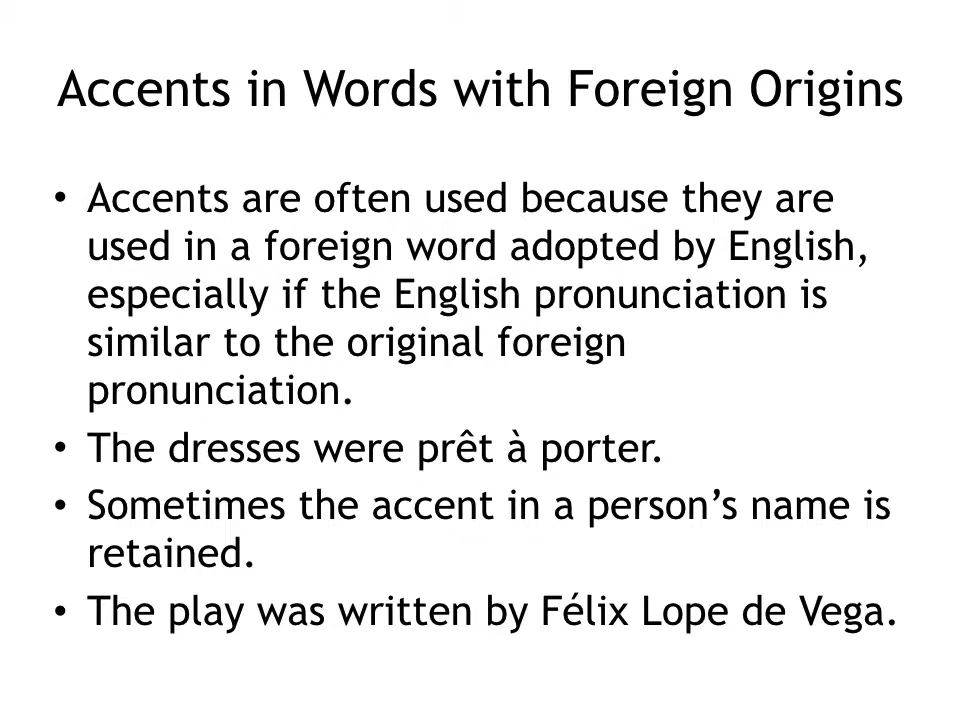 Accents in Words with Foreign Origins
• Accents are often used because they are
used in a foreign word adopted by English,
especially if the English pronunciation is
similar to the original foreign
pronunciation.
• The dresses were prêt à porter.
• Sometimes the accent in a person’s name is
retained.
• The play was written by Félix Lope de Vega.